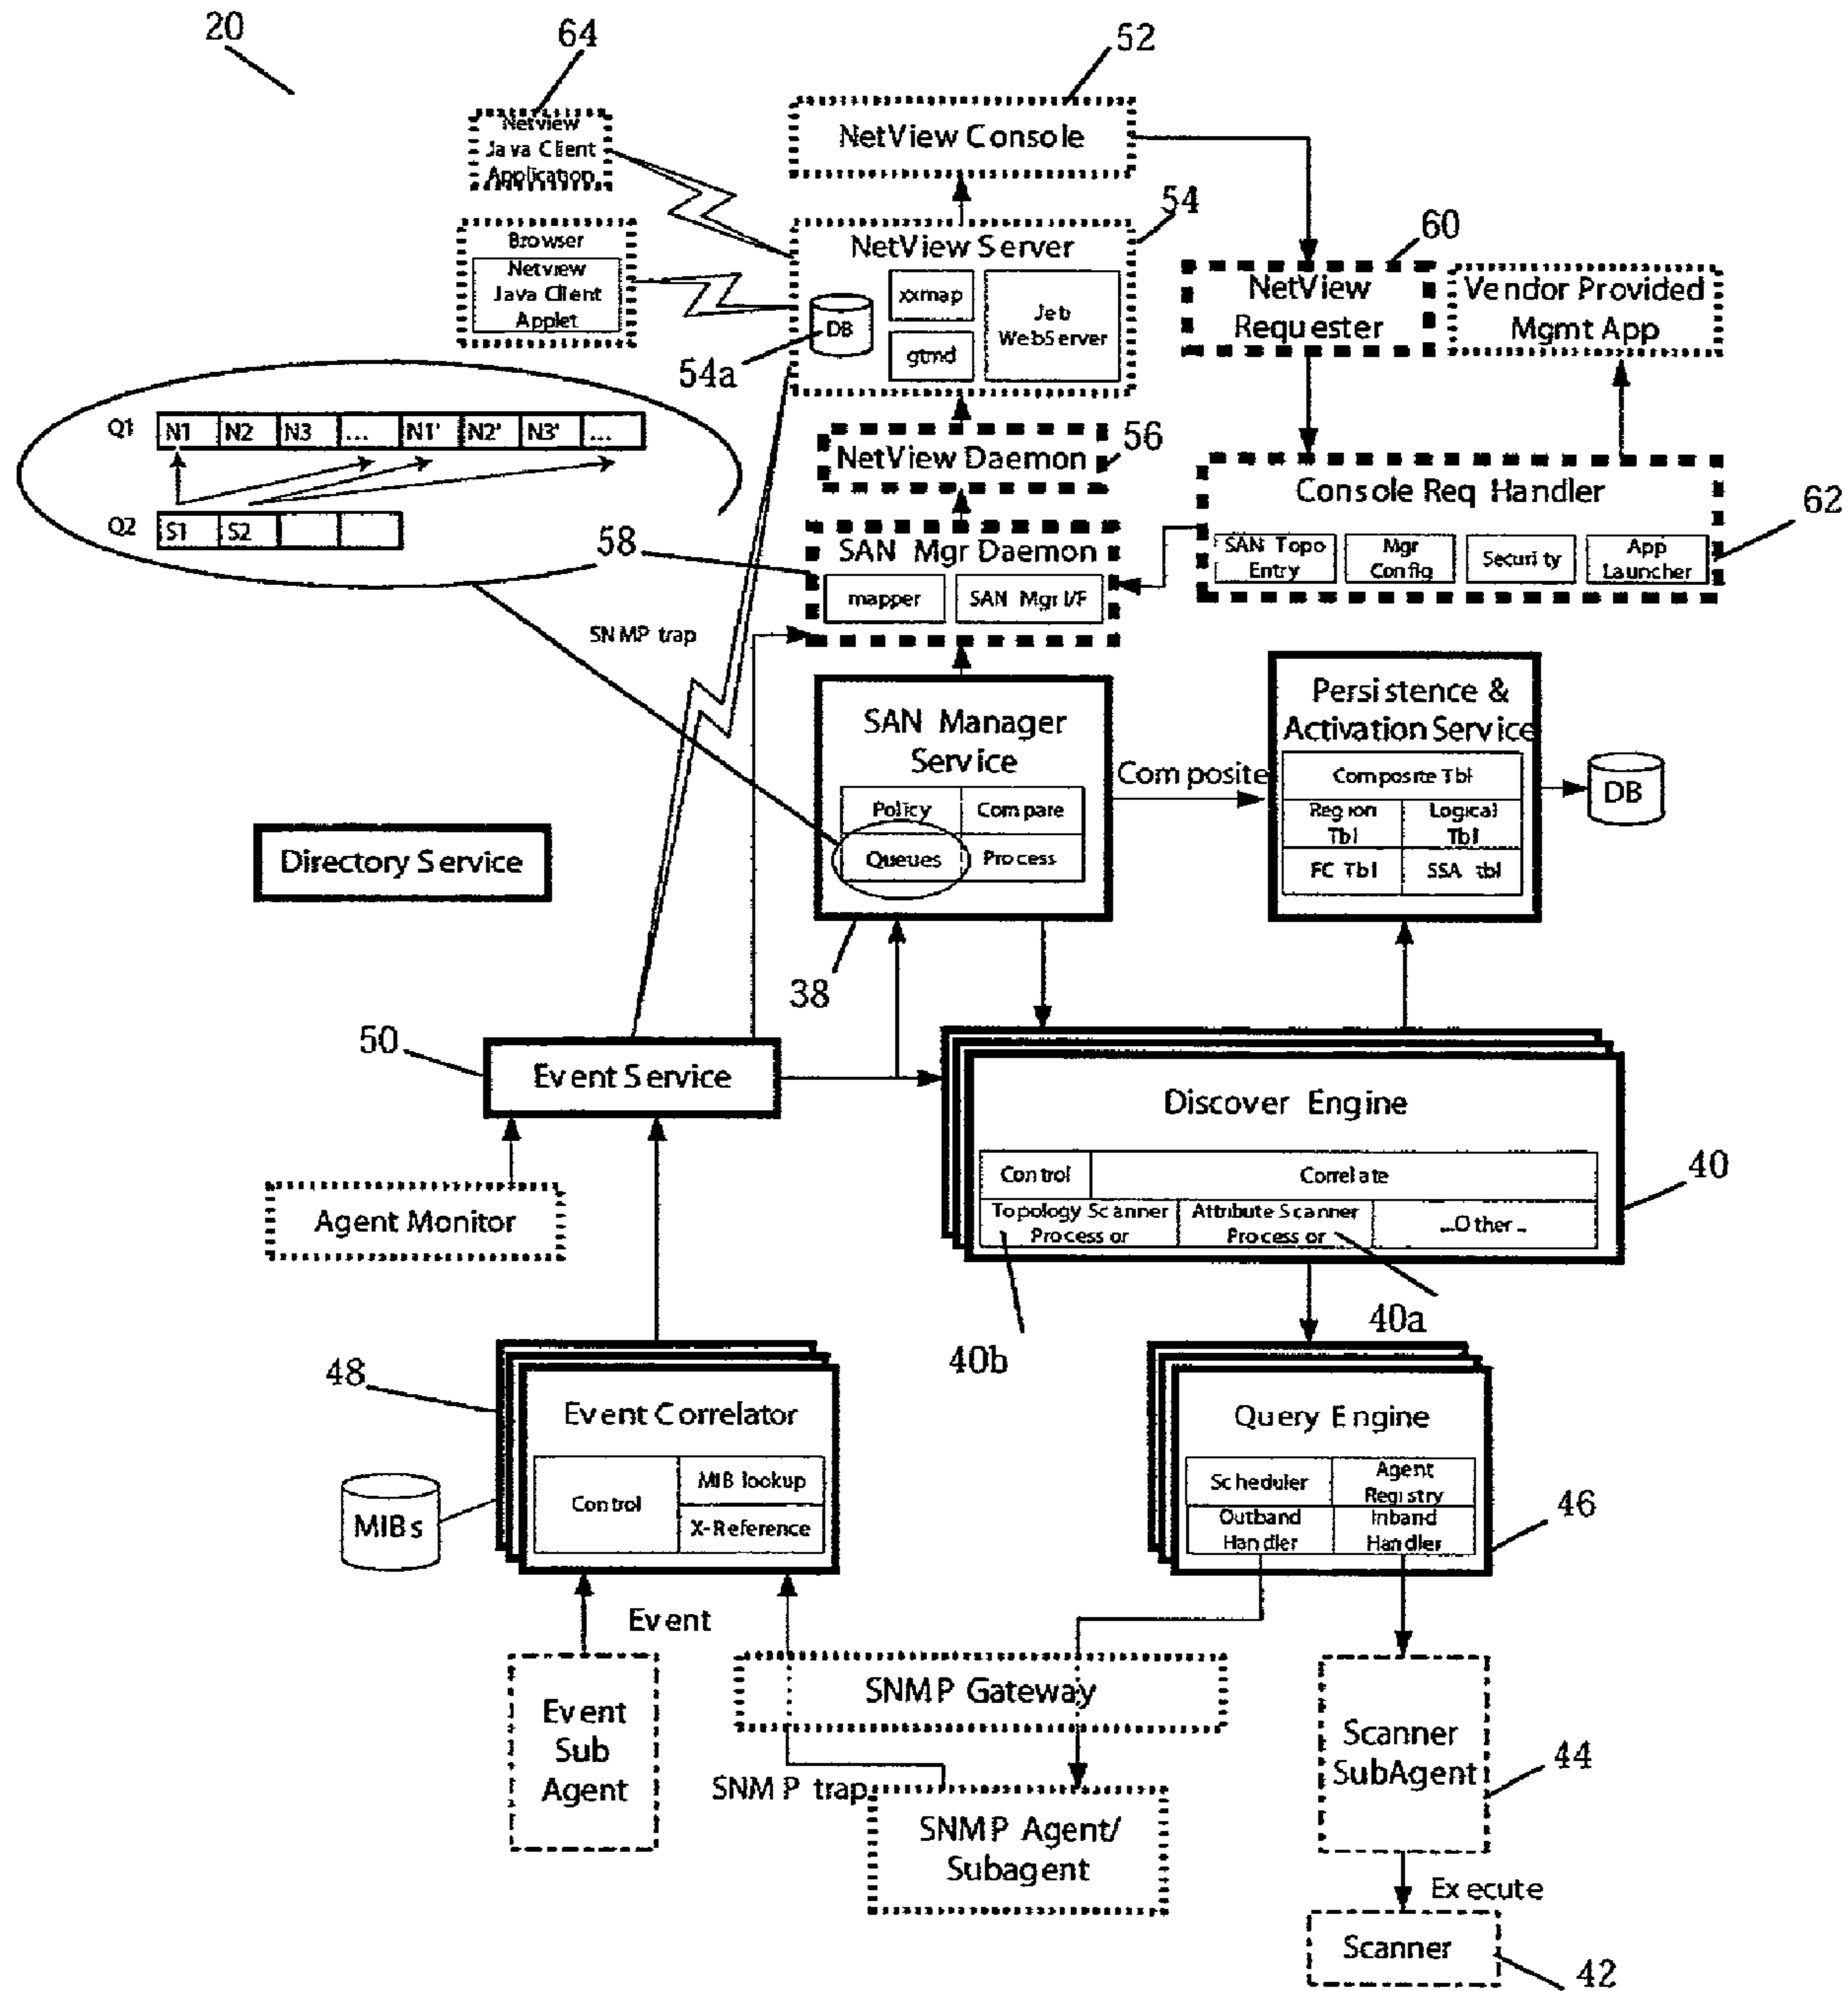 20
64
52
Netview
Java Client
Application
NetView Console
54
Browser
Netview
Java Client
Applet
NetView Server
DB
xxmap
gtmd
Jeb
WebServer
54a
60
NetView
Requester
Vendor Provided
Mgmt App
Q1 N1 N2 N3 ... N1' N2' N3' ...
Q2 S1 S2
NetView Daemon
56
Console Req Handler
62
SAN Topo
Entry
Mgr
Config
Security
App
Launcher
58
SAN Mgr Daemon
mapper
SAN Mgr I/F
SNMP trap
SAN Manager
Service
Policy
Compare
Queues
Process
38
Composite
Persistence &
Activation Service
Composite Tbl
Region
Tbl
Logical
Tbl
FC Tbl
SSA tbl
DB
Directory Service
50
Event Service
Agent Monitor
Discover Engine
Control
Correlate
Topology Scanner
Processor
Attribute Scanner
Processor
...Other..
40
40a
40b
48
Event Correlator
Control
MIB lookup
X-Reference
MIBs
Query Engine
Scheduler
Agent
Registry
Outband
Handler
Inband
Handler
46
Event
Event
Sub
Agent
SNMP Gateway
SNMP trap
SNMP Agent/
Subagent
Scanner
SubAgent
44
Execute
Scanner
42